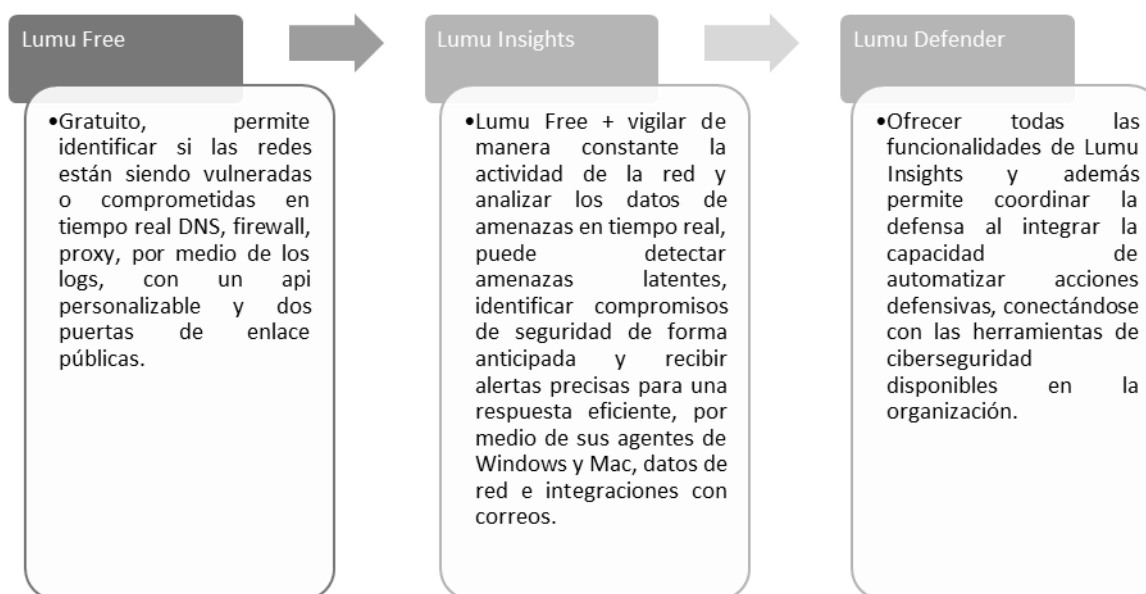 Lumu Free
•Gratuito, permite
identificar si las redes
están siendo vulneradas
o comprometidas en
tiempo real DNS, firewall,
proxy, por medio de los
logs, con un api
personalizable y dos
puertas de enlace
públicas.
Lumu Insights
•Lumu Free + vigilar de
manera constante la
actividad de la red y
analizar los datos de
amenazas en tiempo real,
puede detectar
amenazas latentes,
identificar compromisos
de seguridad de forma
anticipada y recibir
alertas precisas para una
respuesta eficiente, por
medio de sus agentes de
Windows y Mac, datos de
red e integraciones con
correos.
Lumu Defender
•Ofrecer todas las
funcionalidades de Lumu
Insights y además
permite coordinar la
defensa al integrar la
capacidad de
automatizar acciones
defensivas, conectándose
con las herramientas de
ciberseguridad
disponibles en la
organización.